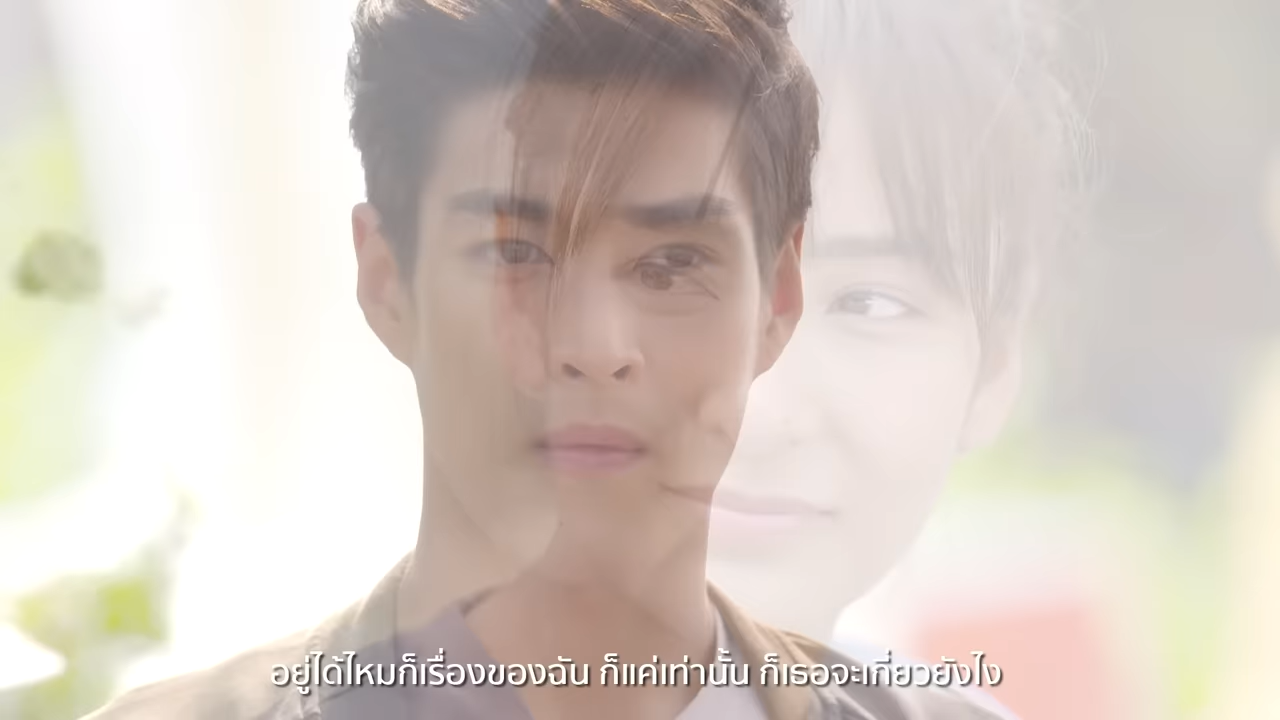 อยู่ได้ไหมก็เรื่องของฉัน ก็แค่เท่านั้น ก็เธอจะเกี่ยวยังไง